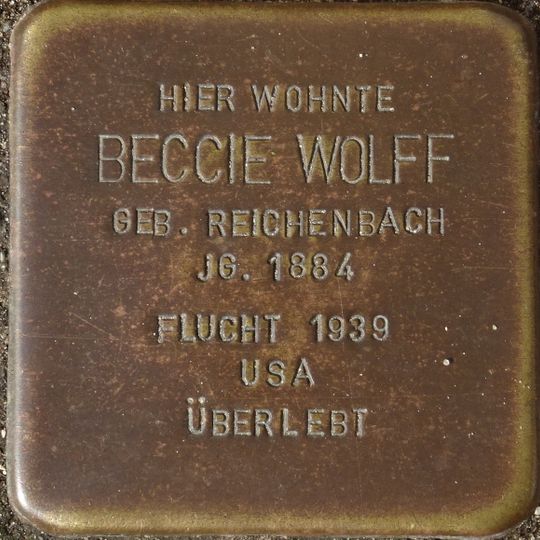 HIER WOHNTE
BECCIE WOLFF
GEB. REICHENBACH
JG. 1884
FLUCHT 1939
USA
ÜBERLEBT